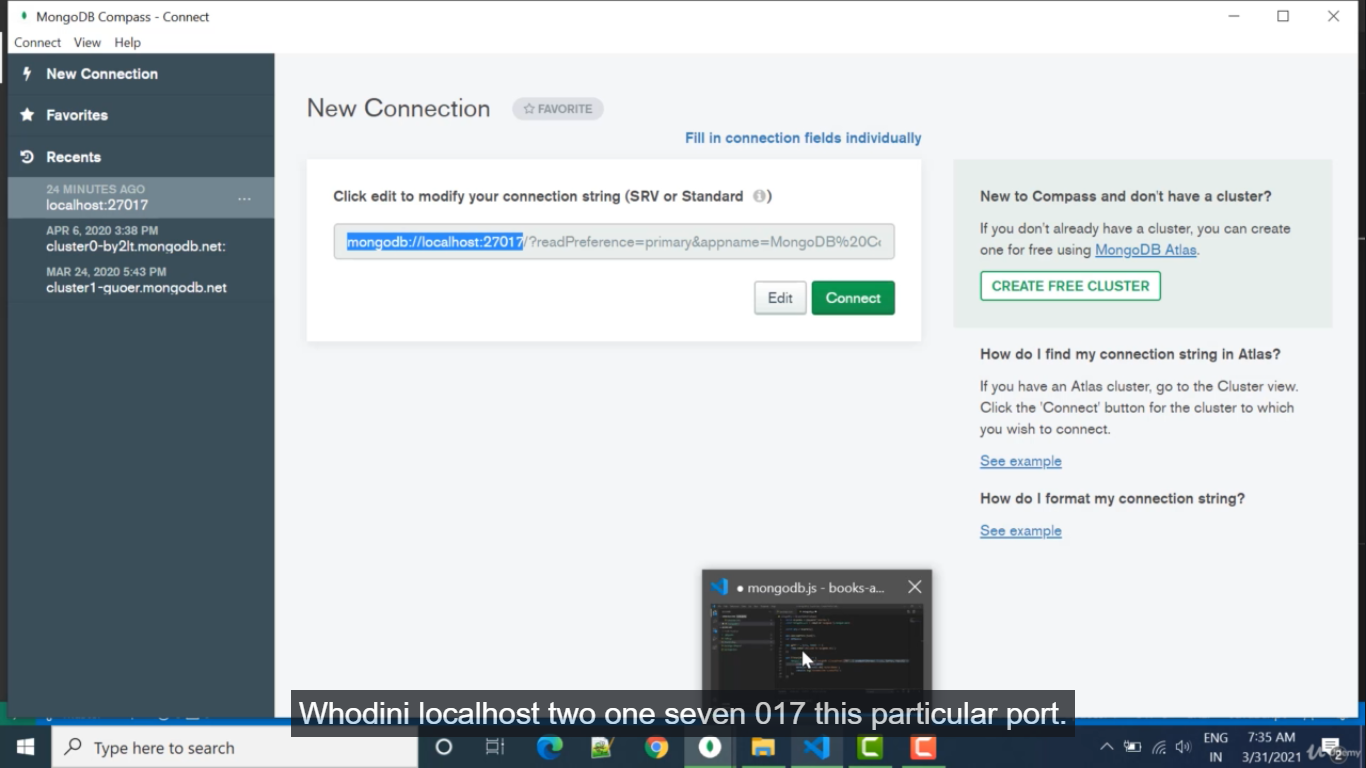 MongoDB Compass - Connect
Connect View Help
New Connection
Favorites
Recents
24 MINUTES AGO
localhost:27017
...
APR 6, 2020 3:38 PM
cluster0-by2lt.mongodb.net:
MAR 24, 2020 5:43 PM
cluster1-guoer.mongodb.net
New Connection FAVORITE
Fill in connection fields individually
Click edit to modify your connection string (SRV or Standard )
mongodb://localhost:27017/?readPreference=primary&appname=MongoDB%20C
Edit Connect
New to Compass and don't have a cluster?
If you don't already have a cluster, you can create
one for free using MongoDB Atlas.
CREATE FREE CLUSTER
How do I find my connection string in Atlas?
If you have an Atlas cluster, go to the Cluster view.
Click the 'Connect' button for the cluster to which
you wish to connect.
See example
How do I format my connection string?
See example
● mongodb.js - books-a...
Whodini localhost two one seven 017 this particular port.
Type here to search
ENG
IN
7:35 AM
3/31/2021
2